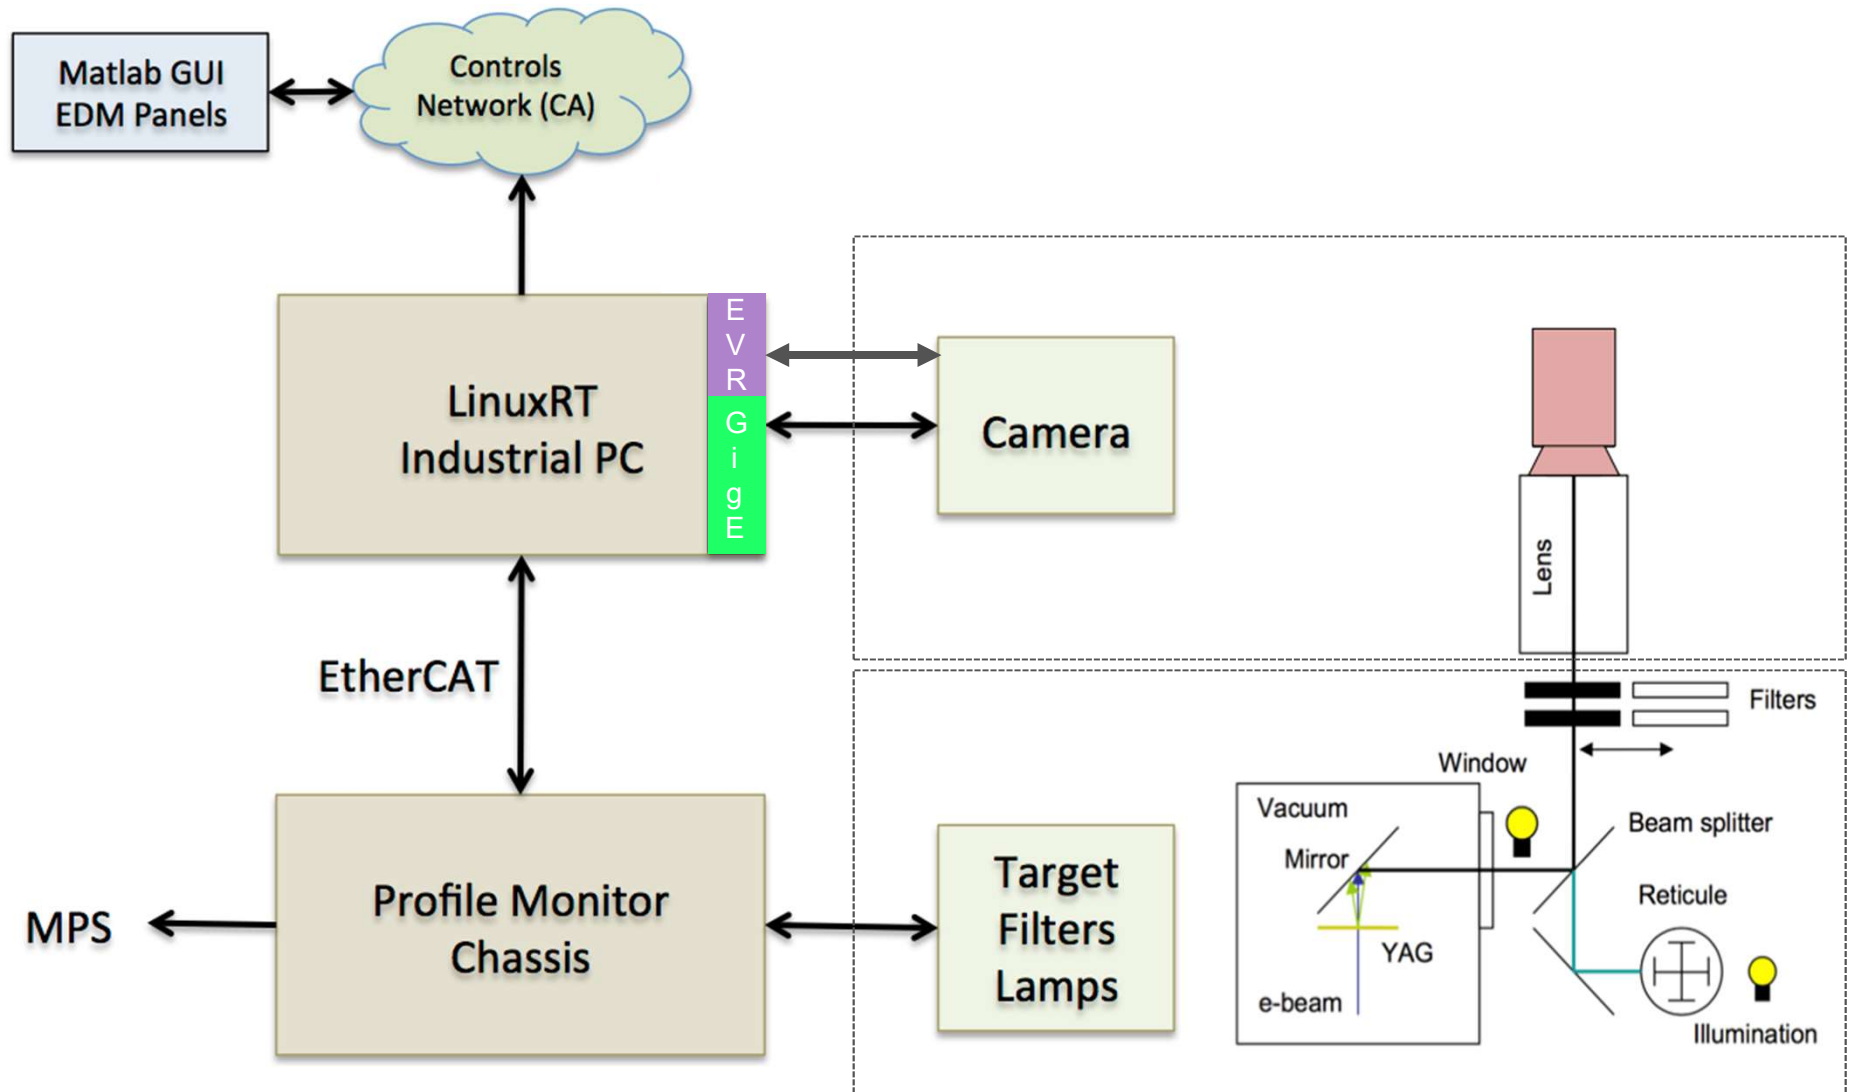 Matlab GUI
EDM Panels
Controls
Network (CA)
LinuxRT
Industrial PC
E
V
R
G
i
g
E
Camera
Lens
EtherCAT
Filters
Window
Vacuum
Mirror
Beam splitter
Reticule
YAG
e-beam
Illumination
Profile Monitor
Chassis
MPS
Target
Filters
Lamps